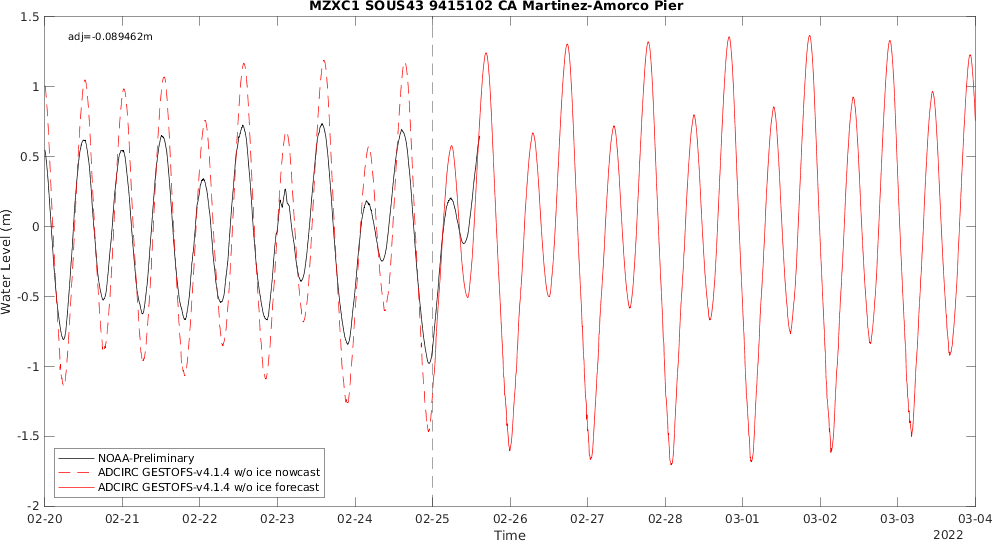 MZXC1 SOUS43 9415102 CA Martinez-Amorco Pier
adj=-0.089462m
1.5
1
0.5
0
-0.5
-1
-1.5
-2
Water Level (m)
NOAA-Preliminary
ADCIRC GESTOFS-v4.1.4 w/o ice nowcast
ADCIRC GESTOFS-v4.1.4 w/o ice forecast
02-20 02-21 02-22 02-23 02-24 02-25 02-26 02-27 02-28 03-01 03-02 03-03 03-04
Time
2022